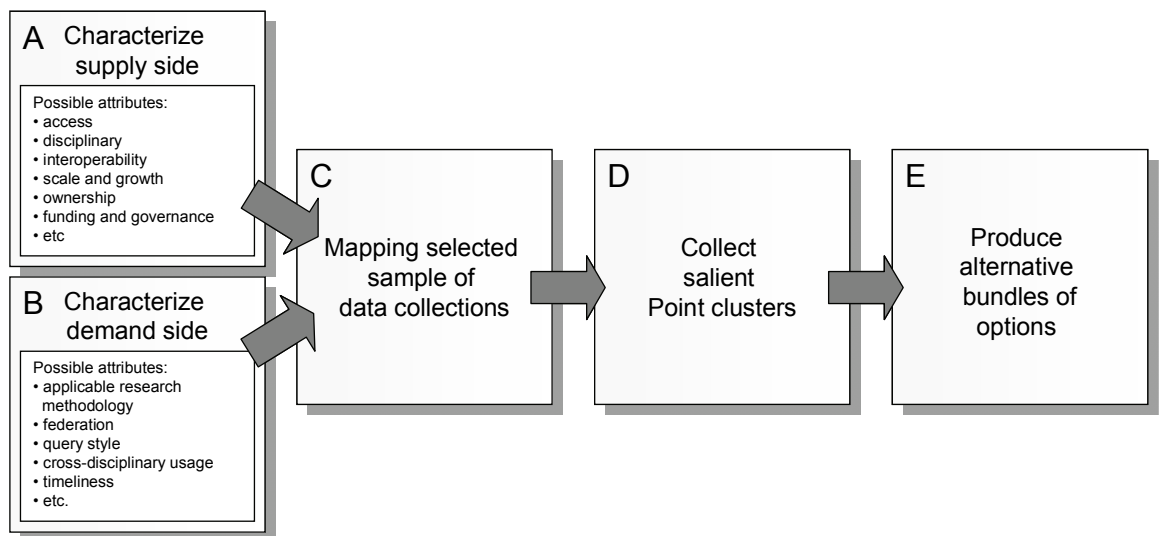 A Characterize
supply side
Possible attributes:
• access
• disciplinary
• interoperability
• scale and growth
• ownership
• funding and governance
• etc
B Characterize
demand side
Possible attributes:
• applicable research
methodology
• federation
• query style
• cross-disciplinary usage
• timeliness
• etc.
C
Mapping selected
sample of
data collections
D
Collect
salient
Point clusters
E
Produce
alternative
bundles of
options